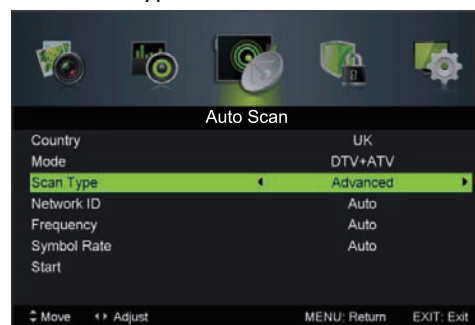 Auto Scan
Country UK
Mode DTV+ATV
Scan Type Advanced
Network ID Auto
Frequency Auto
Symbol Rate Auto
Start
Move Adjust MENU: Return EXIT: Exit